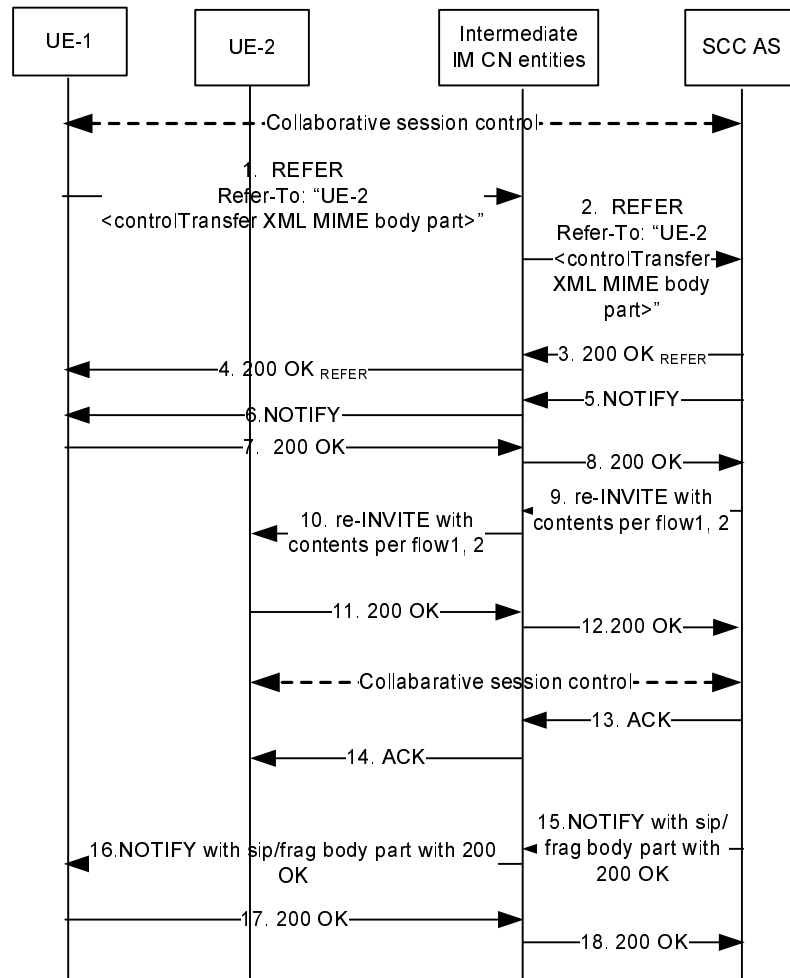 UE-1
UE-2
Intermediate
IM CN entities
SCC AS
Collaborative session control
1. REFER
Refer-To: “UE-2
<controlTransfer XML MIME body part>”
2. REFER
Refer-To: “UE-2
<controlTransfer
XML MIME body
part>”
3. 200 OK REFER
4. 200 OK REFER
5.NOTIFY
6.NOTIFY
7. 200 OK
8. 200 OK
9. re-INVITE with
contents per flow1, 2
10. re-INVITE with
contents per flow1, 2
11. 200 OK
12.200 OK
Collabarative session control
13. ACK
14. ACK
15.NOTIFY with sip/
frag body part with
200 OK
16.NOTIFY with sip/frag body part with 200
OK
17. 200 OK
18. 200 OK